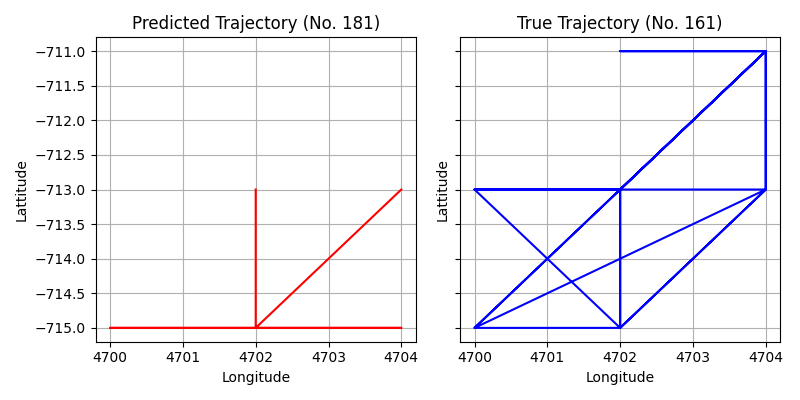 Predicted Trajectory (No. 181)
True Trajectory (No. 161)
Lattitude
−711.0
−711.5
−712.0
−712.5
−713.0
−713.5
−714.0
−714.5
−715.0
4700 4701 4702 4703 4704
Longitude
Lattitude
4700 4701 4702 4703 4704
Longitude